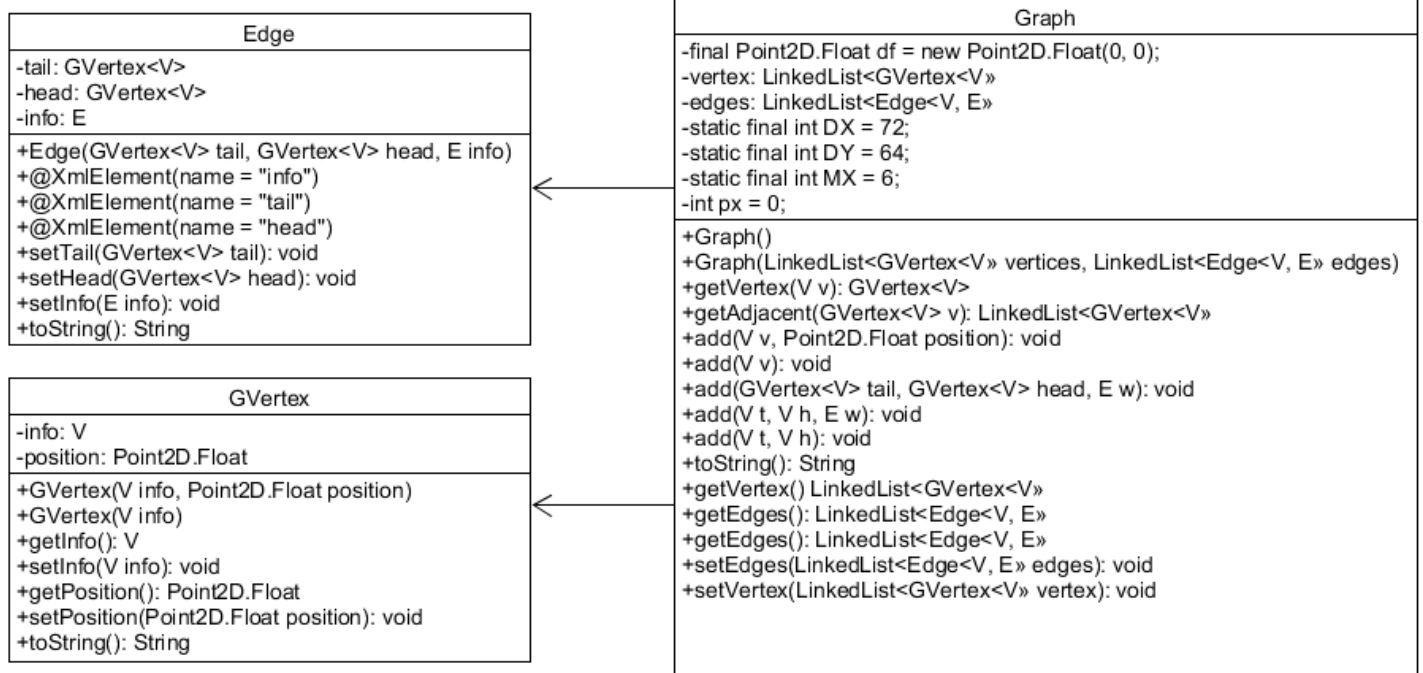 Edge
-tail: GVertex<V>
-head: GVertex<V>
-info: E
+Edge(GVertex<V> tail, GVertex<V> head, E info)
+@XmlElement(name = "info")
+@XmlElement(name = "tail")
+@XmlElement(name = "head")
+setTail(GVertex<V> tail): void
+setHead(GVertex<V> head): void
+setInfo(E info): void
+toString(): String
GVertex
-info: V
-position: Point2D.Float
+GVertex(V info, Point2D.Float position)
+GVertex(V info)
+getInfo(): V
+setInfo(V info): void
+getPosition(): Point2D.Float
+setPosition(Point2D.Float position): void
+toString(): String
Graph
-final Point2D.Float df = new Point2D.Float(0, 0);
-vertex: LinkedList<GVertex<V»
-edges: LinkedList<Edge<V, E»
-static final int DX = 72;
-static final int DY = 64;
-static final int MX = 6;
-int px = 0;
+Graph()
+Graph(LinkedList<GVertex<V» vertices, LinkedList<Edge<V, E» edges)
+getVertex(V v): GVertex<V>
+getAdjacent(GVertex<V> v): LinkedList<GVertex<V»
+add(V v, Point2D.Float position): void
+add(V v): void
+add(GVertex<V> tail, GVertex<V> head, E w): void
+add(V t, V h, E w): void
+add(V t, V h): void
+toString(): String
+getVertex() LinkedList<GVertex<V»
+getEdges(): LinkedList<Edge<V, E»
+getEdges(): LinkedList<Edge<V, E»
+setEdges(LinkedList<Edge<V, E» edges): void
+setVertex(LinkedList<GVertex<V» vertex): void